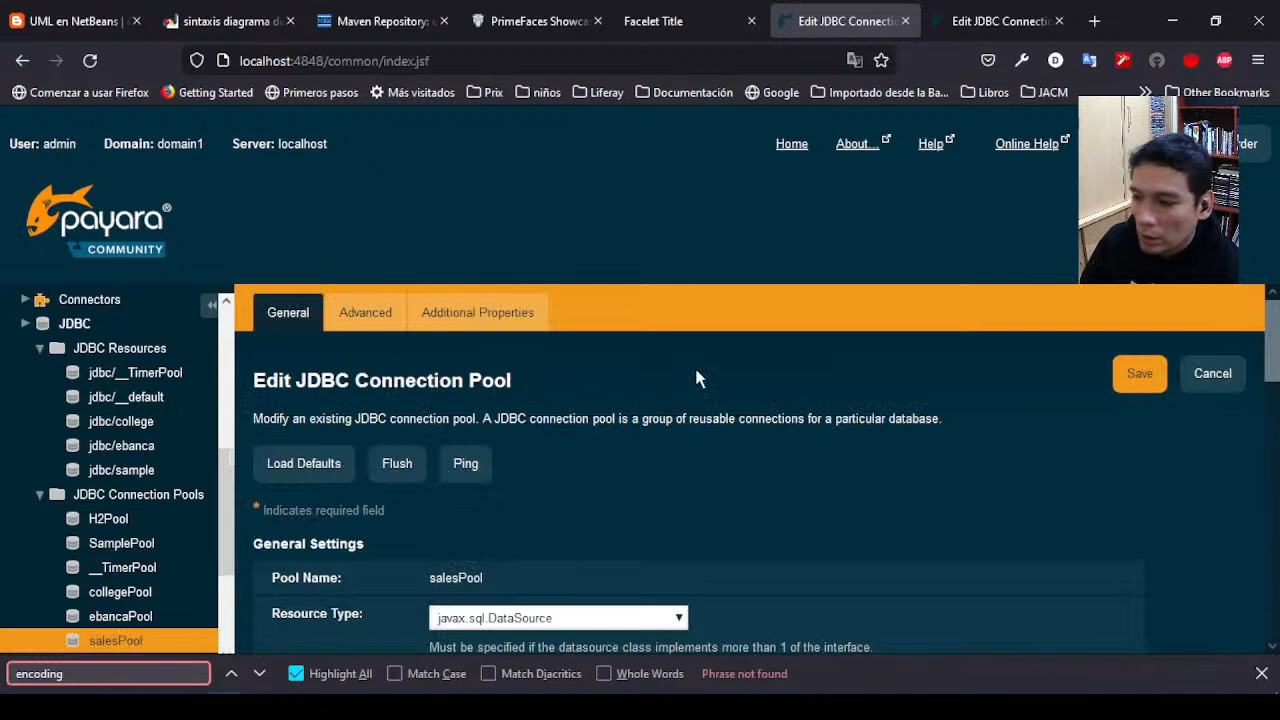 UML en NetBeans |
sintaxis diagrama de
Maven Repository: c
PrimeFaces Showcas
Facelet Title
Edit JDBC Connectio
Edit JDBC Connectio
localhost:4848/common/index.jsf
Comenzar a usar Firefox
Getting Started
Primeros pasos
Más visitados
Prix
niños
Liferay
Documentación
Google
Importado desde la Ba...
Libros
JACM
Other Bookmarks
User: admin Domain: domain1 Server: localhost
Home
About...
Help
Online Help
der
payara®
COMMUNITY
Connectors
JDBC
JDBC Resources
jdbc/__TimerPool
jdbc/__default
jdbc/college
jdbc/ebanca
jdbc/sample
JDBC Connection Pools
H2Pool
SamplePool
__TimerPool
collegePool
ebancaPool
salesPool
General
Advanced
Additional Properties
Edit JDBC Connection Pool
Save
Cancel
Modify an existing JDBC connection pool. A JDBC connection pool is a group of reusable connections for a particular database.
Load Defaults
Flush
Ping
* Indicates required field
General Settings
Pool Name: salesPool
Resource Type: javax.sql.DataSource
Must be specified if the datasource class implements more than 1 of the interface.
encoding
Highlight All
Match Case
Match Diacritics
Whole Words
Phrase not found